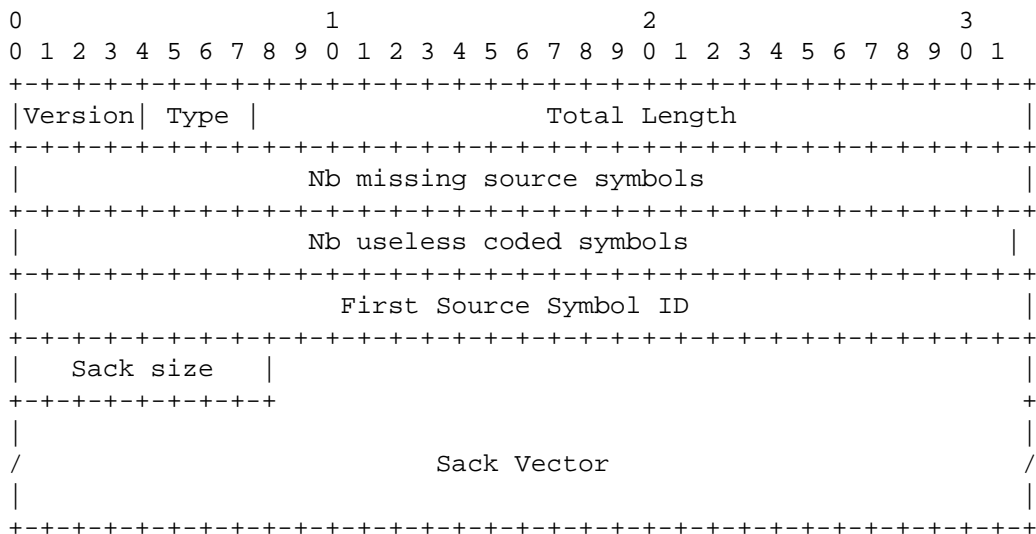 0                   1                   2                   3
0 1 2 3 4 5 6 7 8 9 0 1 2 3 4 5 6 7 8 9 0 1 2 3 4 5 6 7 8 9 0 1
+-+-+-+-+-+-+-+-+-+-+-+-+-+-+-+-+-+-+-+-+-+-+-+-+-+-+-+-+-+-+-+-+
|Version| Type  |                  Total Length                 |
+-+-+-+-+-+-+-+-+-+-+-+-+-+-+-+-+-+-+-+-+-+-+-+-+-+-+-+-+-+-+-+-+
|                  Nb missing source symbols                    |
+-+-+-+-+-+-+-+-+-+-+-+-+-+-+-+-+-+-+-+-+-+-+-+-+-+-+-+-+-+-+-+-+
|                  Nb useless coded symbols                    |
+-+-+-+-+-+-+-+-+-+-+-+-+-+-+-+-+-+-+-+-+-+-+-+-+-+-+-+-+-+-+-+-+
|                    First Source Symbol ID                     |
+-+-+-+-+-+-+-+-+-+-+-+-+-+-+-+-+-+-+-+-+-+-+-+-+-+-+-+-+-+-+-+-+
|   Sack size   |                                               |
+-+-+-+-+-+-+-+-+                                               +
|                                                               |
/                          Sack Vector                          /
|                                                               |
+-+-+-+-+-+-+-+-+-+-+-+-+-+-+-+-+-+-+-+-+-+-+-+-+-+-+-+-+-+-+-+-+